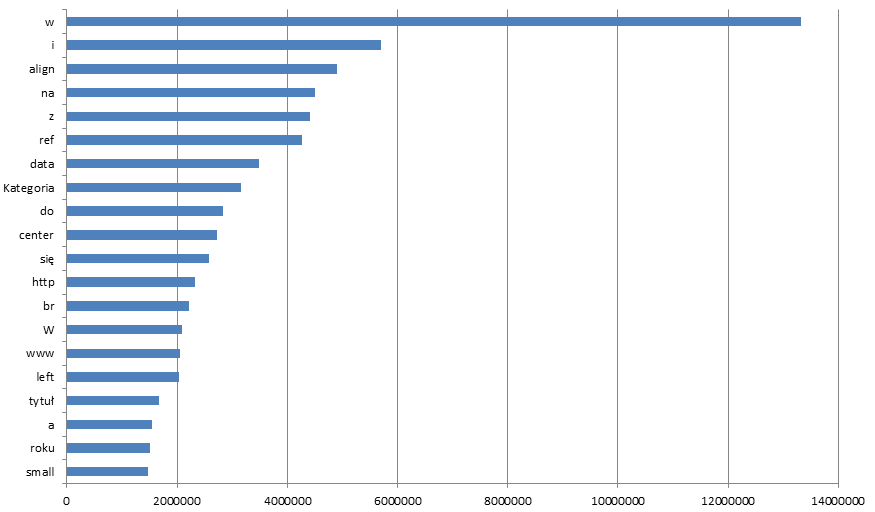 w
i
align
na
z
ref
data
Kategoria
do
center
się
http
br
W
www
left
tytuł
a
roku
small
0 2000000 4000000 6000000 8000000 10000000 12000000 14000000